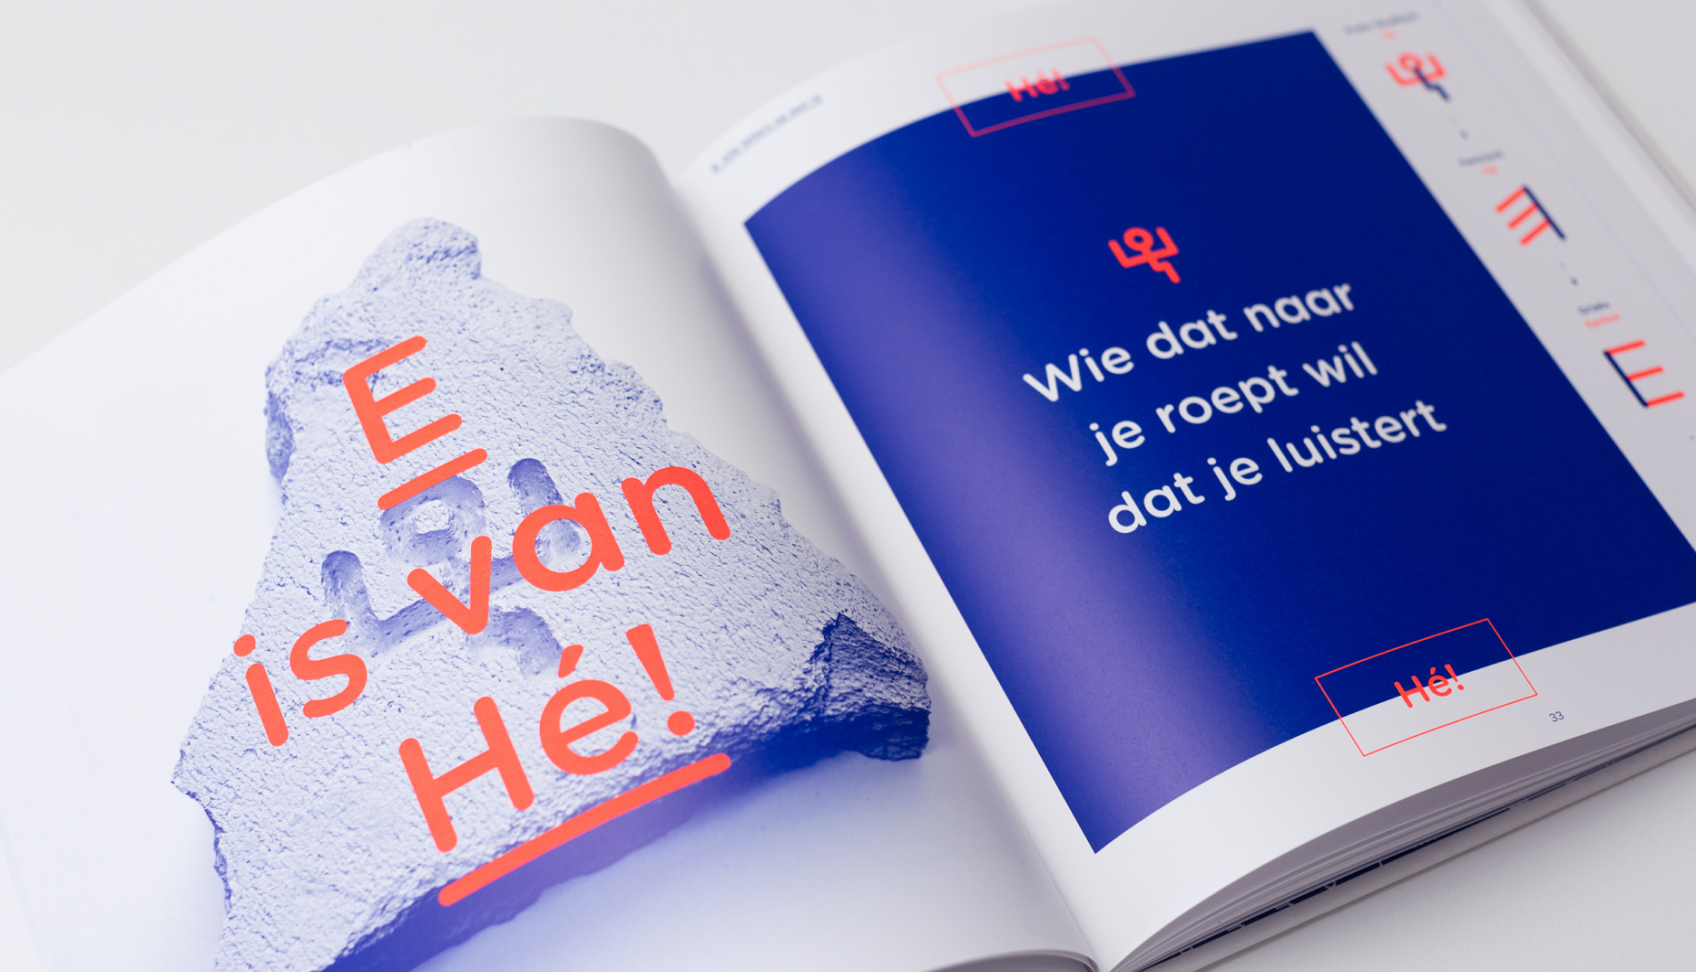 E
is van
Hé!
Hé!
Wie dat naar
je roept wil
dat je luistert
Hé!
33